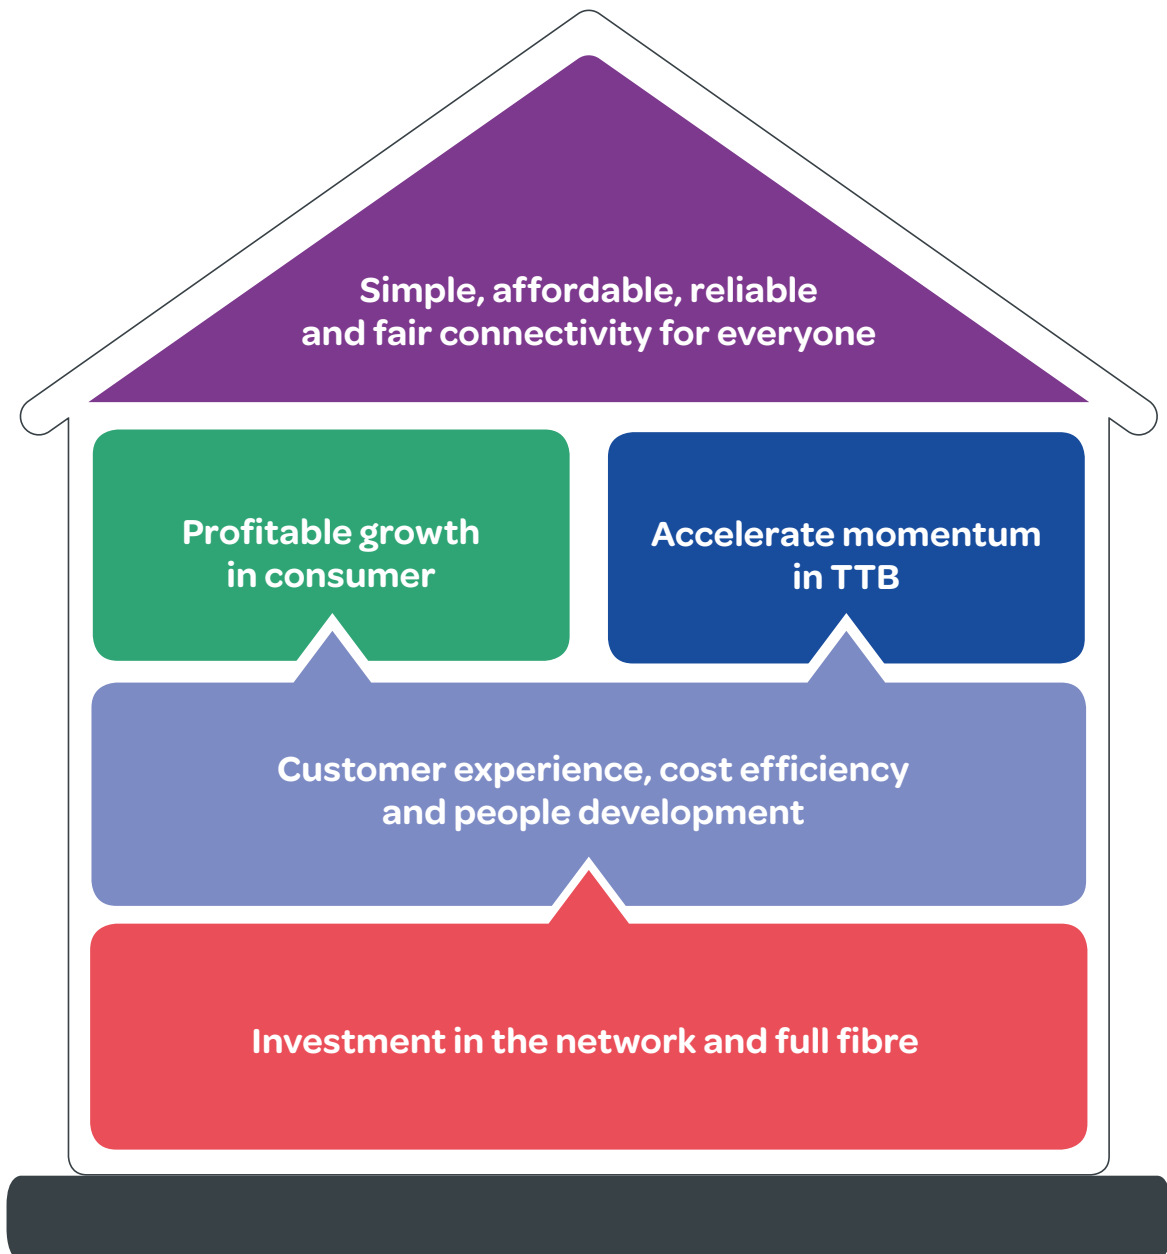 Simple, affordable, reliable
and fair connectivity for everyone
Profitable growth
in consumer
Accelerate momentum
in TTB
Customer experience, cost efficiency
and people development
Investment in the network and full fibre